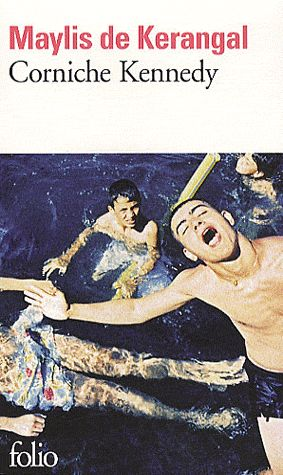 Maylis de Kerangal
Corniche Kennedy
folio